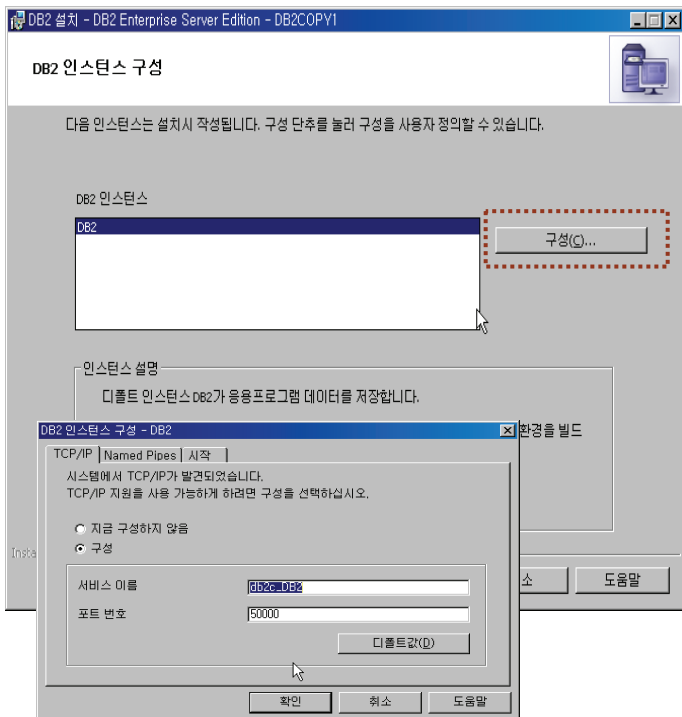 DB2 설치 - DB2 Enterprise Server Edition - DB2COPY1
DB2 인스턴스 구성
다음 인스턴스는 설치시 작성됩니다. 구성 단추를 눌러 구성을 사용자 정의할 수 있습니다.
DB2 인스턴스
DB2
구성(C)...
인스턴스 설명
디폴트 인스턴스 DB2가 응용프로그램 데이터를 저장합니다.
환경을 빌드
Insta
소
도움말
DB2 인스턴스 구성 - DB2
TCP/IP
Named Pipes
시작
시스템에서 TCP/IP가 발견되었습니다.
TCP/IP 지원을 사용 가능하게 하려면 구성을 선택하십시오.
지금 구성하지 않음
구성
서비스 이름
db2c_DB2
포트 번호
50000
디폴트값(D)
확인
취소
도움말